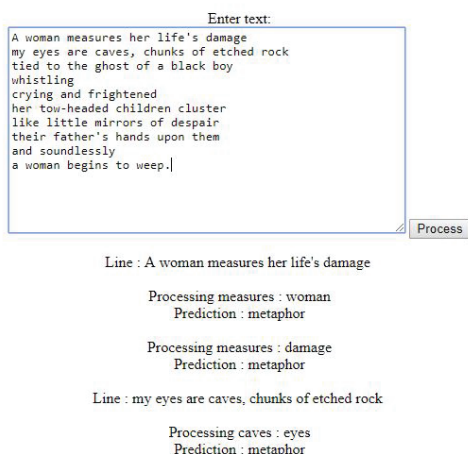 Enter text:
A woman measures her life's damage
my eyes are caves, chunks of etched rock
tied to the ghost of a black boy
whistling
crying and frightened
her tow-headed children cluster
like little mirrors of despair
their father's hands upon them
and soundlessly
a woman begins to weep.
Process
Line : A woman measures her life's damage
Processing measures : woman
Prediction : metaphor
Processing measures : damage
Prediction : metaphor
Line : my eyes are caves, chunks of etched rock
Processing caves : eyes
Prediction : metaphor